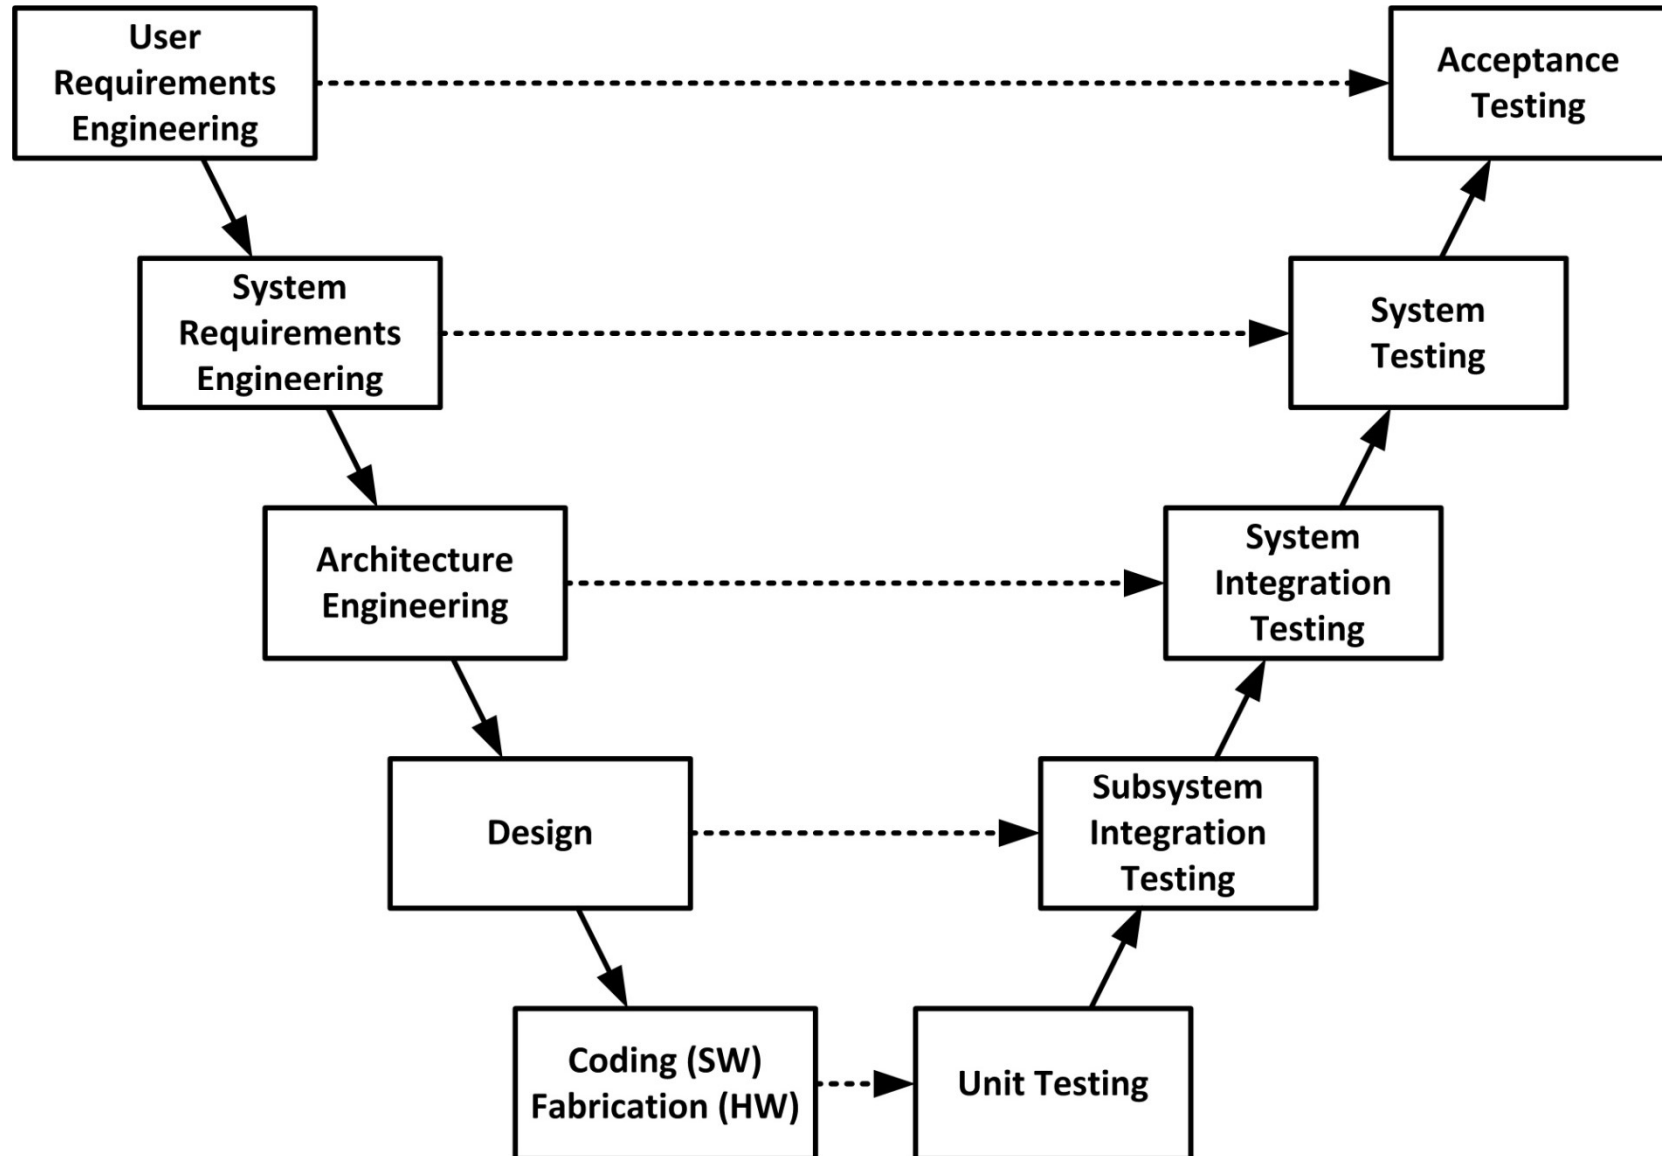 User
Requirements
Engineering
Acceptance
Testing
System
Requirements
Engineering
System
Testing
Architecture
Engineering
System
Integration
Testing
Design
Subsystem
Integration
Testing
Coding (SW)
Fabrication (HW)
Unit Testing